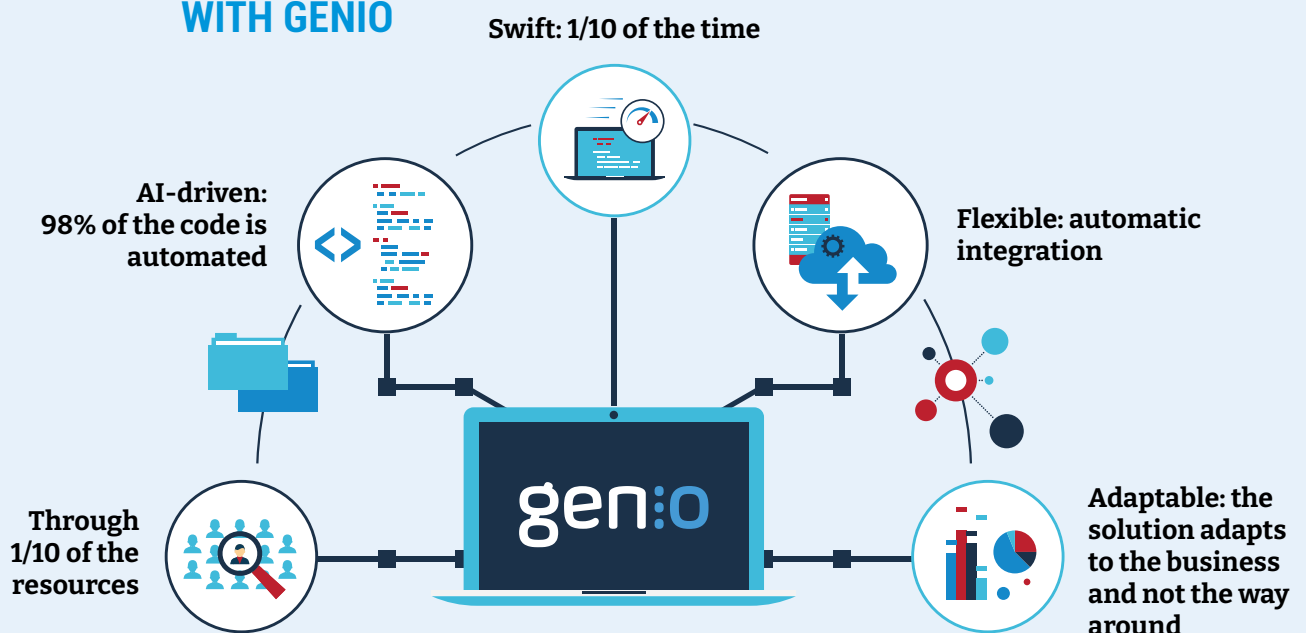 WITH GENIO
Swift: 1/10 of the time
AI-driven:
98% of the code is
automated
Flexible: automatic
integration
Through
1/10 of the
resources
gen:o
Adaptable: the
solution adapts
to the business
and not the way
around